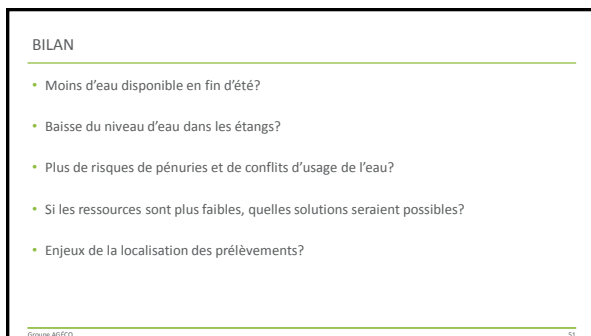 BILAN
• Moins d'eau disponible en fin d'été?
• Baisse du niveau d'eau dans les étangs?
• Plus de risques de pénuries et de conflits d'usage de l'eau?
• Si les ressources sont plus faibles, quelles solutions seraient possibles?
• Enjeux de la localisation des prélèvements?
Groupe AGÉCO
51